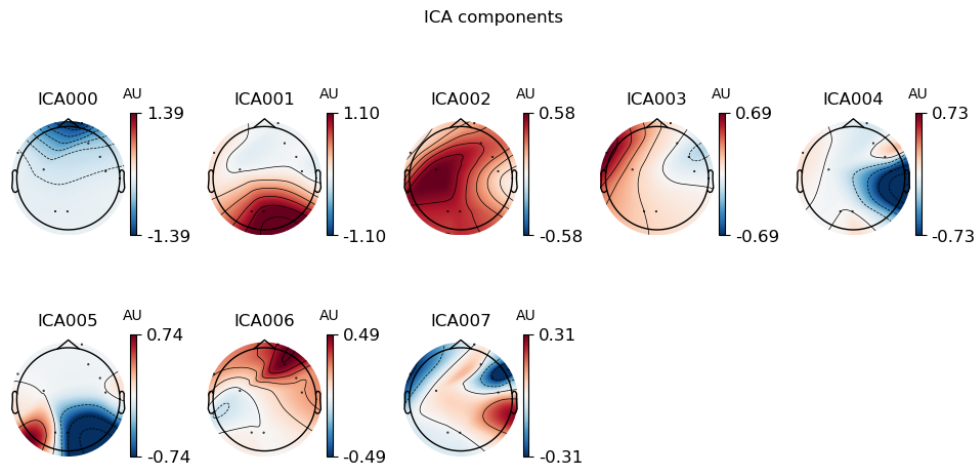 ICA components
ICA000 AU 1.39 -1.39
ICA001 AU 1.10 -1.10
ICA002 AU 0.58 -0.58
ICA003 AU 0.69 -0.69
ICA004 AU 0.73 -0.73
ICA005 AU 0.74 -0.74
ICA006 AU 0.49 -0.49
ICA007 AU 0.31 -0.31